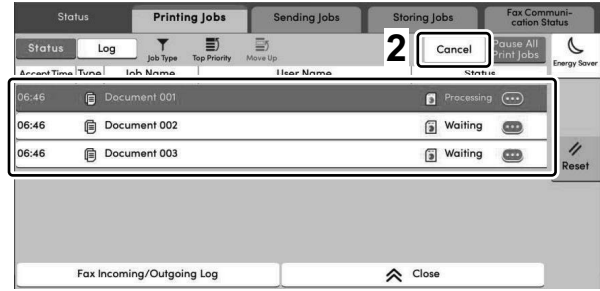 Status
Printing Jobs
Sending Jobs
Storing Jobs
Fax Communi-
cation Status
Status
Log
Job Type
Top Priority
Move Up
2
Cancel
Pause All
Print Jobs
Energy Saver
Accept Time
Type
Job Name
User Name
Status
06:46
Document 001
Processing
06:46
Document 002
Waiting
06:46
Document 003
Waiting
Reset
Fax Incoming/Outgoing Log
Close